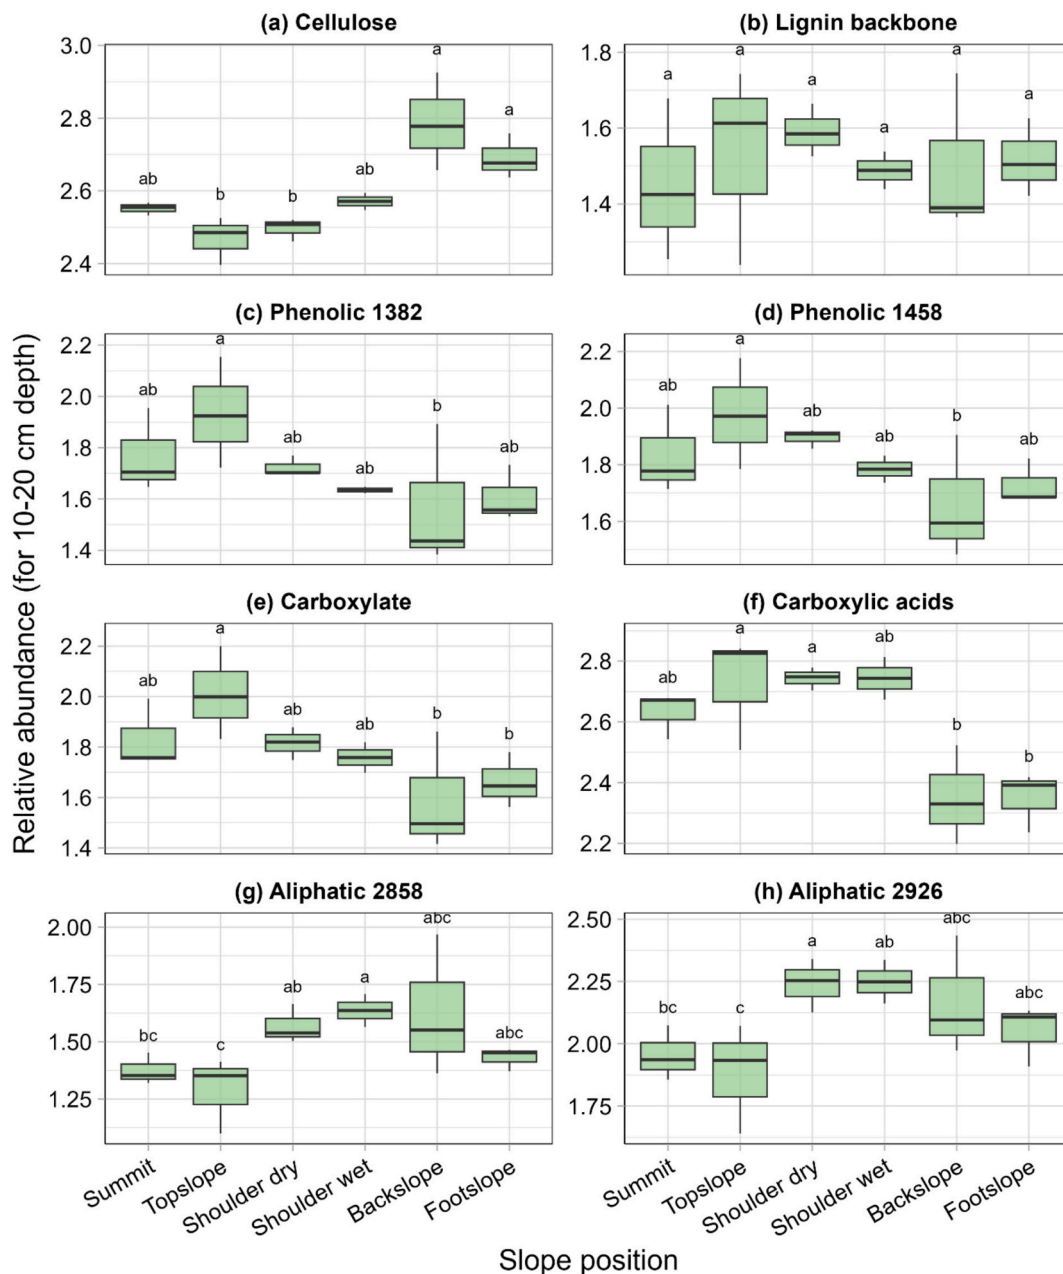 (a) Cellulose
3.0
2.8
2.6
2.4
ab
b
b
ab
a
a
(b) Lignin backbone
1.8
1.6
1.4
a
a
a
a
a
a
(c) Phenolic 1382
2.2
2.0
1.8
1.6
1.4
ab
a
ab
ab
b
ab
(d) Phenolic 1458
2.2
2.0
1.8
1.6
ab
a
ab
ab
b
ab
(e) Carboxylate
2.2
2.0
1.8
1.6
1.4
ab
a
ab
ab
b
b
(f) Carboxylic acids
2.8
2.6
2.4
2.2
ab
a
a
ab
b
b
(g) Aliphatic 2858
2.00
1.75
1.50
1.25
bc
c
ab
a
abc
abc
(h) Aliphatic 2926
2.50
2.25
2.00
1.75
bc
c
a
ab
abc
abc
Summit
Topslope
Shoulder dry
Shoulder wet
Backslope
Footslope
Summit
Topslope
Shoulder dry
Shoulder wet
Backslope
Footslope
Relative abundance (for 10-20 cm depth)
Slope position